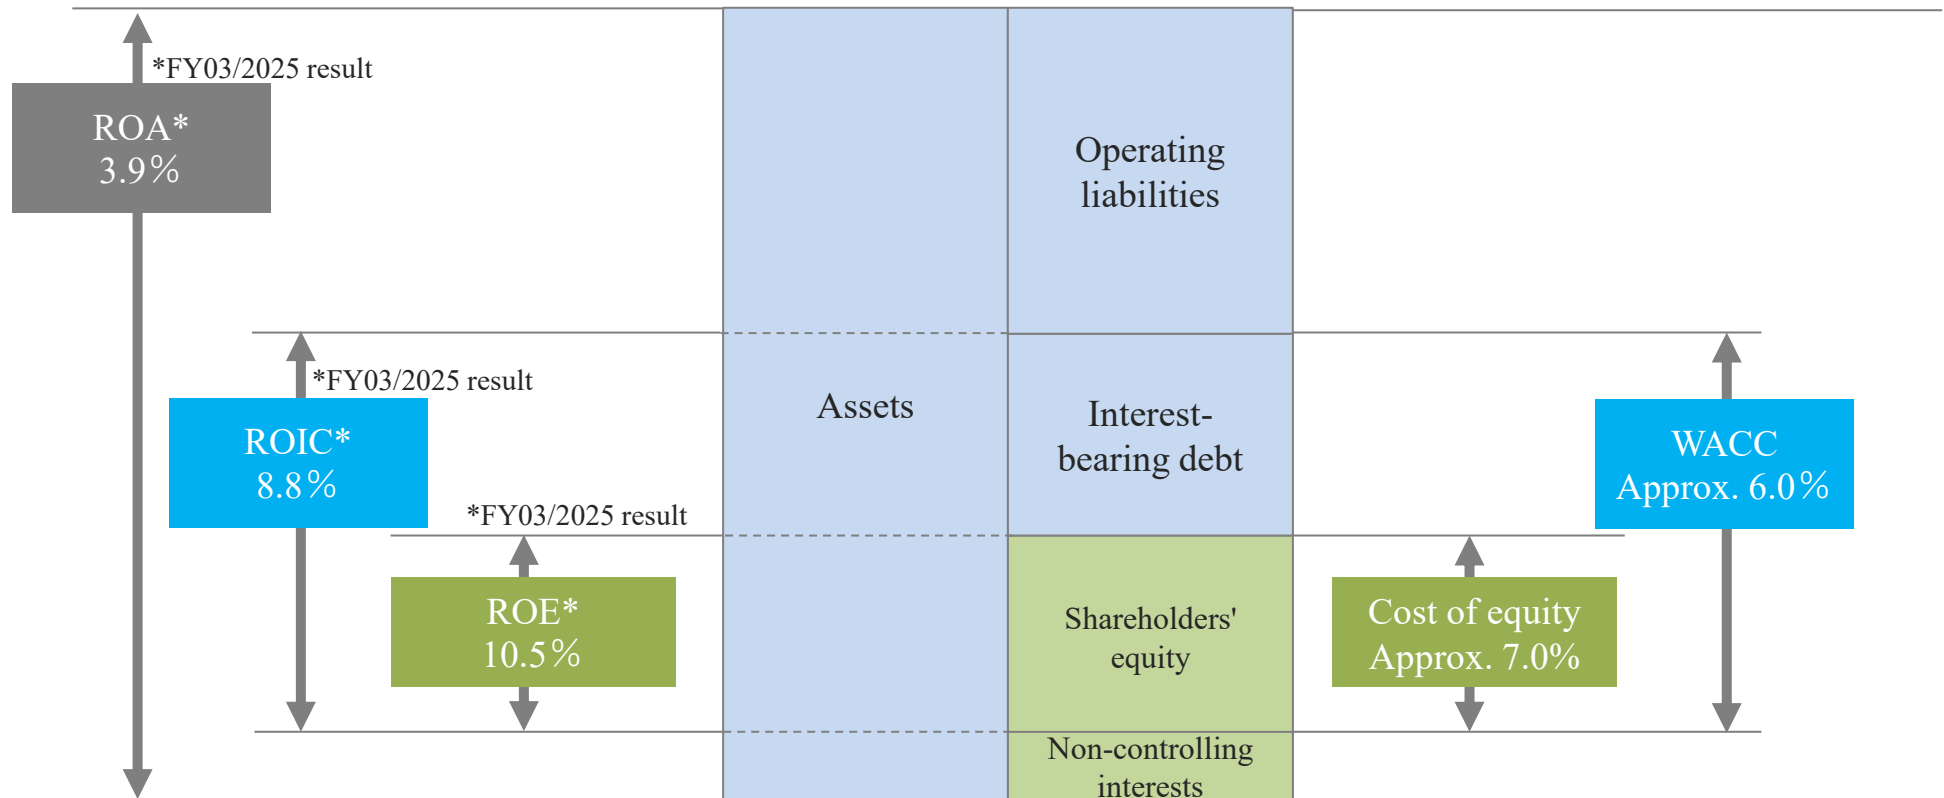 *FY03/2025 result
ROA*
3.9%
Operating
liabilities
*FY03/2025 result
ROIC*
8.8%
Assets
Interest-
bearing debt
WACC
Approx. 6.0%
*FY03/2025 result
ROE*
10.5%
Shareholders'
equity
Cost of equity
Approx. 7.0%
Non-controlling
interests